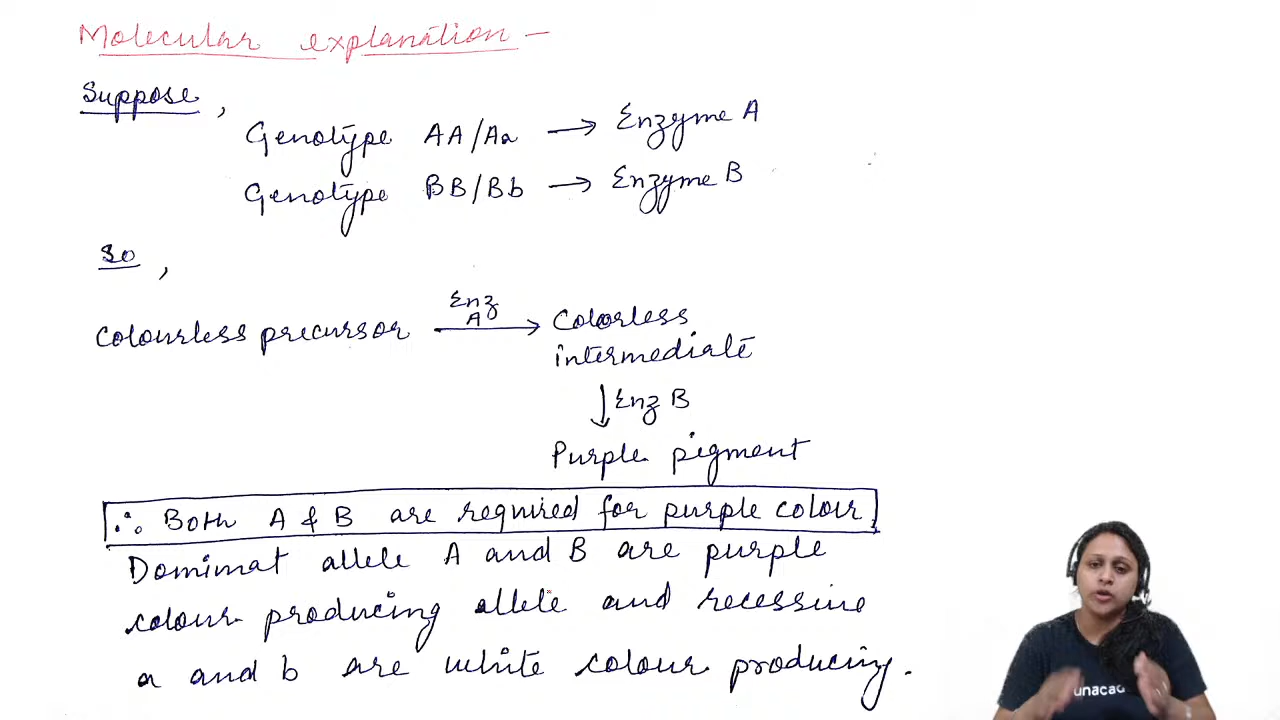 Molecular explanation -
Suppose,
Genotype AA/Aa → Enzyme A
Genotype BB/Bb → Enzyme B
So,
Colourless precursor Enz A → Colorless
intermediate
↓ Enz B
Purple pigment
∴ Both A & B are required for purple colour.
Domimat allele A and B are purple
colour producing allele and recessive
a and b are white colour producing.
unacad